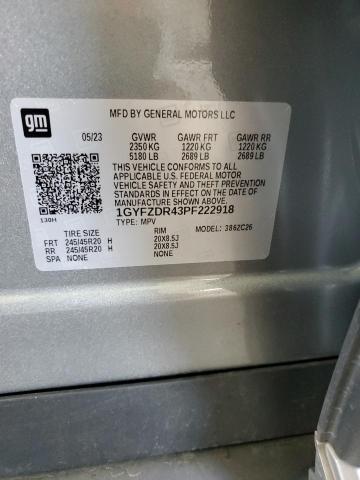 gm
MFD BY GENERAL MOTORS LLC
05/23 GVWR GAWR FRT GAWR RR
2350 KG 1220 KG 1220 KG
5180 LB 2689 LB 2689 LB
THIS VEHICLE CONFORMS TO ALL
APPLICABLE U.S. FEDERAL MOTOR
VEHICLE SAFETY AND THEFT PREVENTION
STANDARDS IN EFFECT ON THE DATE OF
MANUFACTURE SHOWN ABOVE.
1GYFZDR43PF222918
130H TYPE: MPV MODEL: 386ZC26
TIRE SIZE RIM
FRT 245/45R20 H 20X8.5J
RR 245/45R20 H 20X8.5J
SPA NONE NONE